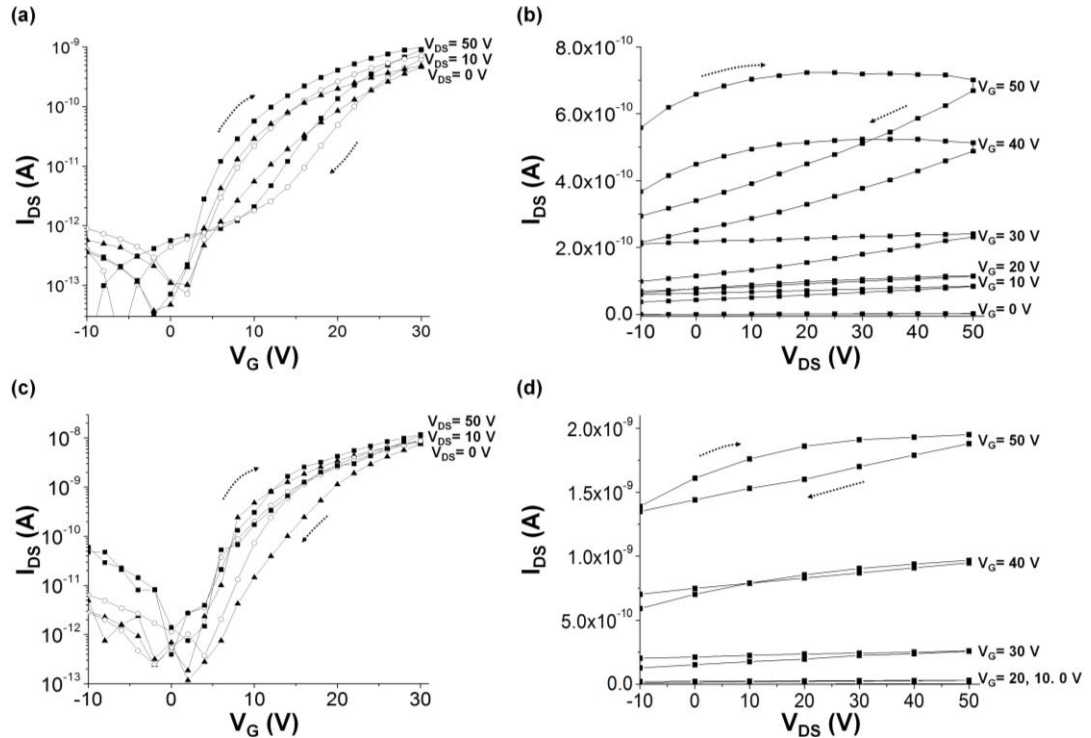 (a)
10⁻⁹
10⁻¹⁰
10⁻¹¹
10⁻¹²
10⁻¹³
I_DS (A)
-10 0 10 20 30
V_G (V)
V_DS= 50 V
V_DS= 10 V
V_DS= 0 V
(b)
8.0x10⁻¹⁰
6.0x10⁻¹⁰
4.0x10⁻¹⁰
2.0x10⁻¹⁰
0.0
I_DS (A)
-10 0 10 20 30 40 50
V_DS (V)
V_G= 50 V
V_G= 40 V
V_G= 30 V
V_G= 20 V
V_G= 10 V
V_G= 0 V
(c)
10⁻⁸
10⁻⁹
10⁻¹⁰
10⁻¹¹
10⁻¹²
10⁻¹³
I_DS (A)
-10 0 10 20 30
V_G (V)
V_DS= 50 V
V_DS= 10 V
V_DS= 0 V
(d)
2.0x10⁻⁹
1.5x10⁻⁹
1.0x10⁻⁹
5.0x10⁻¹⁰
0.0
I_DS (A)
-10 0 10 20 30 40 50
V_DS (V)
V_G= 50 V
V_G= 40 V
V_G= 30 V
V_G= 20, 10. 0 V